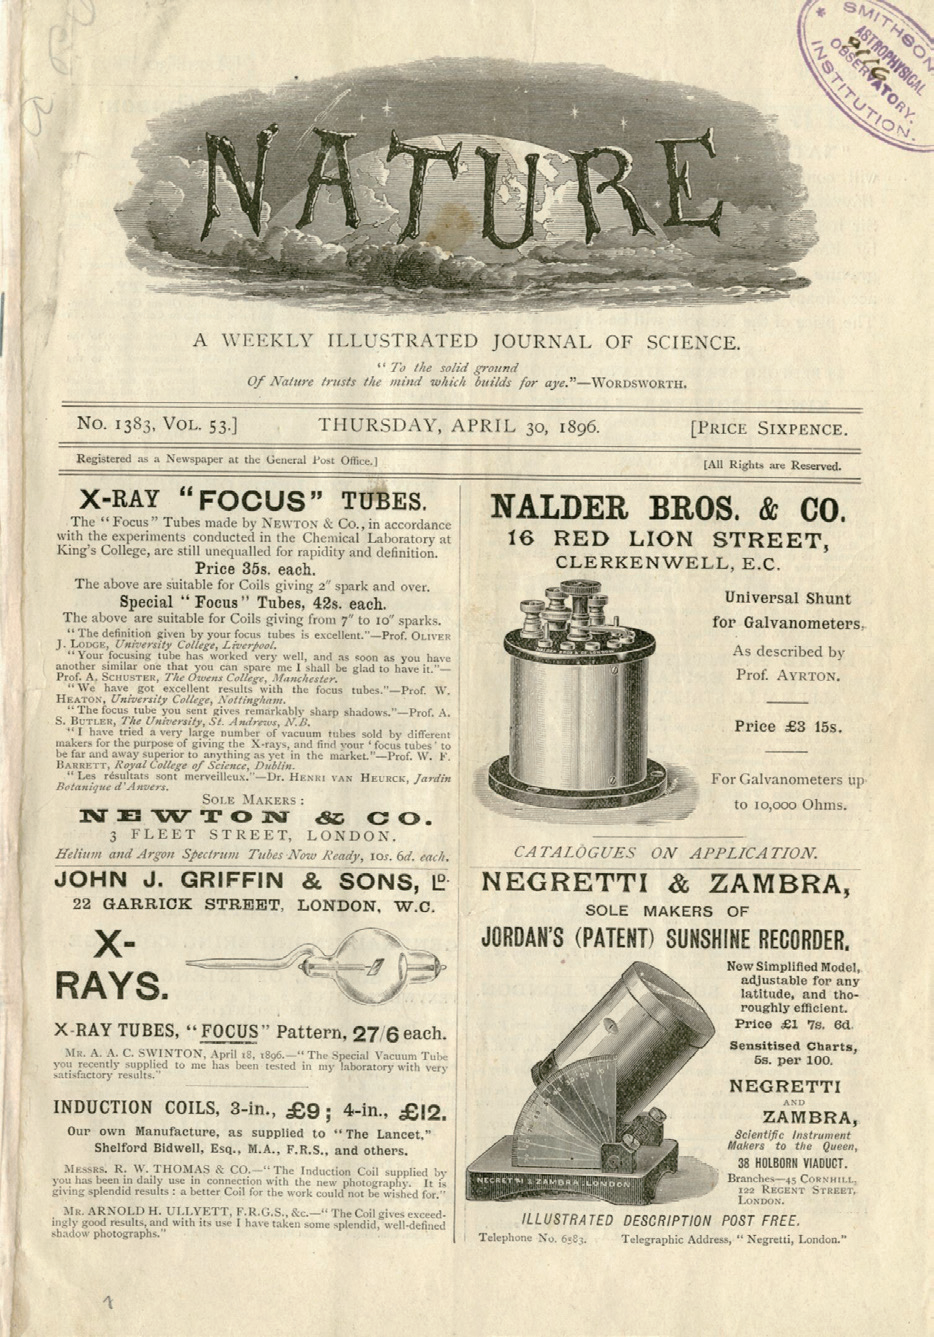 SMITHSON
ASTROPHYSICAL
OBSERVATORY.
INSTITUTION.
NATURE
A WEEKLY ILLUSTRATED JOURNAL OF SCIENCE.
“ To the solid ground
Of Nature trusts the mind which builds for aye.”—WORDSWORTH.
No. 1383, VOL. 53.]
THURSDAY, APRIL 30, 1896.
[PRICE SIXPENCE.
Registered as a Newspaper at the General Post Office.]
[All Rights are Reserved.
X-RAY “FOCUS” TUBES.
The “Focus” Tubes made by NEWTON & CO., in accordance
with the experiments conducted in the Chemical Laboratory at
King's College, are still unequalled for rapidity and definition.
Price 35s. each.
The above are suitable for Coils giving 2″ spark and over.
Special “Focus” Tubes, 42s. each.
The above are suitable for Coils giving from 7″ to 10″ sparks.
“The definition given by your focus tubes is excellent.”—Prof. OLIVER
J. LODGE, University College, Liverpool.
“Your focusing tube has worked very well, and as soon as you have
another similar one that you can spare me I shall be glad to have it.”—
Prof. A. SCHUSTER, The Owens College, Manchester.
“We have got excellent results with the focus tubes.”—Prof. W.
HEATON, University College, Nottingham.
“The focus tube you sent gives remarkably sharp shadows.”—Prof. A.
S. BUTLER, The University, St. Andrews, N.B.
“I have tried a very large number of vacuum tubes sold by different
makers for the purpose of giving the X-rays, and find your ‘focus tubes’ to
be far and away superior to anything as yet in the market.”—Prof. W. F.
BARRETT, Royal College of Science, Dublin.
“Les résultats sont merveilleux.”—Dr. HENRI VAN HEURCK, Jardin
Botanique d'Anvers.
SOLE MAKERS:
NEWTON & CO.
3 FLEET STREET, LONDON.
Helium and Argon Spectrum Tubes Now Ready, 10s. 6d. each.
JOHN J. GRIFFIN & SONS, LD.
22 GARRICK STREET, LONDON, W.C.
X-
RAYS.
X-RAY TUBES, “FOCUS” Pattern, 27/6 each.
MR. A. A. C. SWINTON, April 18, 1896.—“The Special Vacuum Tube
you recently supplied to me has been tested in my laboratory with very
satisfactory results.”
INDUCTION COILS, 3-in., £9; 4-in., £12.
Our own Manufacture, as supplied to “The Lancet,”
Shelford Bidwell, Esq., M.A., F.R.S., and others.
MESSRS. R. W. THOMAS & CO.—“The Induction Coil supplied by
you has been in daily use in connection with the new photography. It is
giving splendid results : a better Coil for the work could not be wished for.”
MR. ARNOLD H. ULLYETT, F.R.G.S., &c.—“The Coil gives exceed-
ingly good results, and with its use I have taken some splendid, well-defined
shadow photographs.”
NALDER BROS. & CO.
16 RED LION STREET,
CLERKENWELL, E.C.
Universal Shunt
for Galvanometers,
As described by
Prof. AYRTON.
Price £3 15s.
For Galvanometers up
to 10,000 Ohms.
CATALOGUES ON APPLICATION.
NEGRETTI & ZAMBRA,
SOLE MAKERS OF
JORDAN'S (PATENT) SUNSHINE RECORDER.
New Simplified Model,
adjustable for any
latitude, and tho-
roughly efficient.
Price £1 7s. 6d.
Sensitised Charts,
5s. per 100.
NEGRETTI
AND
ZAMBRA,
Scientific Instrument
Makers to the Queen,
38 HOLBORN VIADUCT.
Branches—45 CORNHILL,
122 REGENT STREET,
LONDON.
NEGRETTI & ZAMBRA LONDON
ILLUSTRATED DESCRIPTION POST FREE.
Telephone No. 6583.
Telegraphic Address, “Negretti, London.”